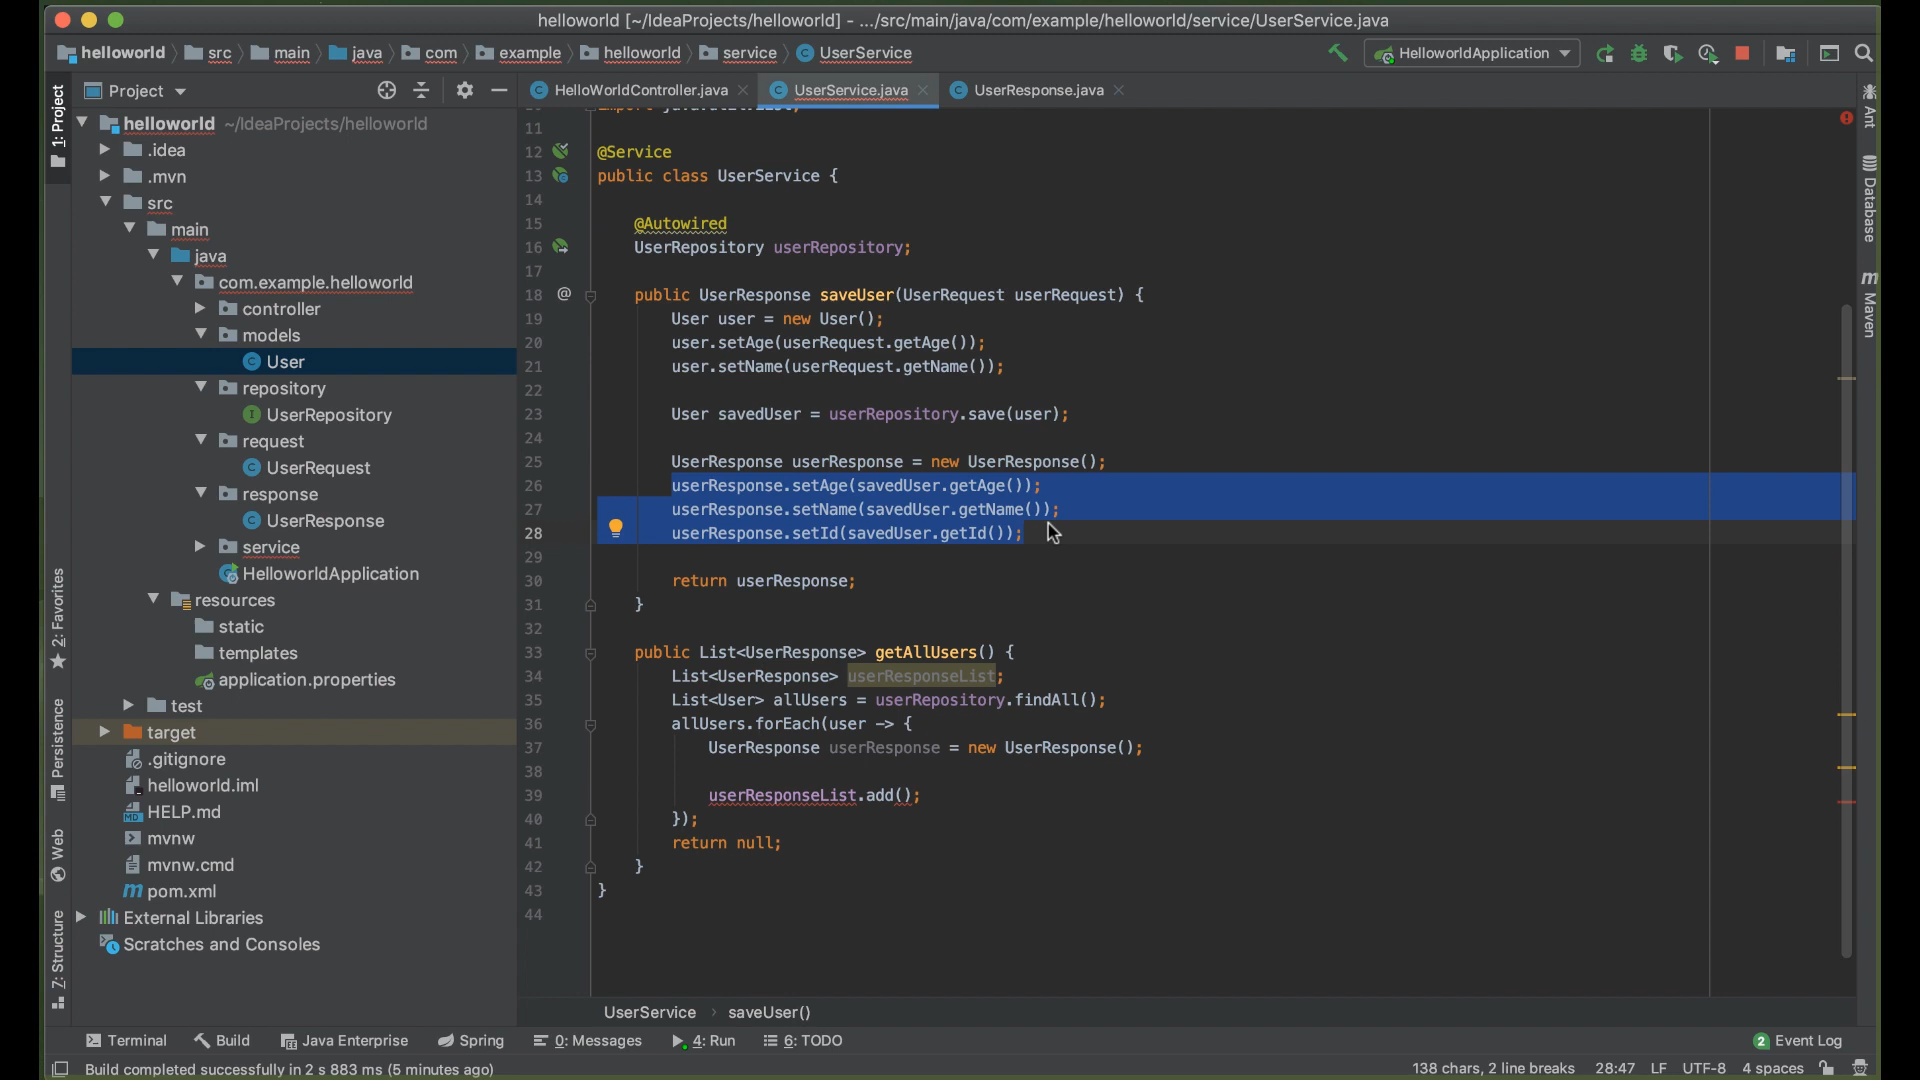 helloworld [~/IdeaProjects/helloworld] - .../src/main/java/com/example/helloworld/service/UserService.java
helloworld src main java com example helloworld service UserService
HelloworldApplication
Project
HelloWorldController.java
UserService.java
UserResponse.java
1: Project
2: Favorites
Persistence
Web
7: Structure
helloworld ~/IdeaProjects/helloworld
.idea
.mvn
src
main
java
com.example.helloworld
controller
models
User
repository
UserRepository
request
UserRequest
response
UserResponse
service
HelloworldApplication
resources
static
templates
application.properties
test
target
.gitignore
helloworld.iml
HELP.md
mvnw
mvnw.cmd
pom.xml
External Libraries
Scratches and Consoles
11
12 @Service
13 public class UserService {
14
15 @Autowired
16 UserRepository userRepository;
17
18 @ public UserResponse saveUser(UserRequest userRequest) {
19 User user = new User();
20 user.setAge(userRequest.getAge());
21 user.setName(userRequest.getName());
22
23 User savedUser = userRepository.save(user);
24
25 UserResponse userResponse = new UserResponse();
26 userResponse.setAge(savedUser.getAge());
27 userResponse.setName(savedUser.getName());
28 userResponse.setId(savedUser.getId());
29
30 return userResponse;
31 }
32
33 public List<UserResponse> getAllUsers() {
34 List<UserResponse> userResponseList;
35 List<User> allUsers = userRepository.findAll();
36 allUsers.forEach(user -> {
37 UserResponse userResponse = new UserResponse();
38
39 userResponseList.add();
40 });
41 return null;
42 }
43 }
44
Ant
Database
m Maven
UserService saveUser()
Terminal Build Java Enterprise Spring 0: Messages 4: Run 6: TODO 2 Event Log
Build completed successfully in 2 s 883 ms (5 minutes ago) 138 chars, 2 line breaks 28:47 LF UTF-8 4 spaces